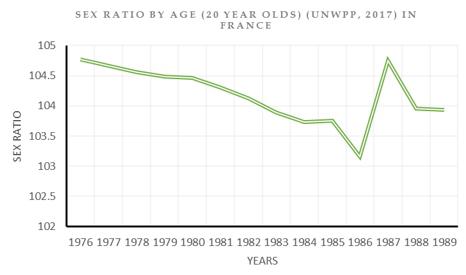 SEX RATIO BY AGE (20 YEAR OLDS) (UNWPP, 2017) IN
FRANCE
105
104.5
104
103.5
103
102.5
102
SEX RATIO
1976 1977 1978 1979 1980 1981 1982 1983 1984 1985 1986 1987 1988 1989
YEARS